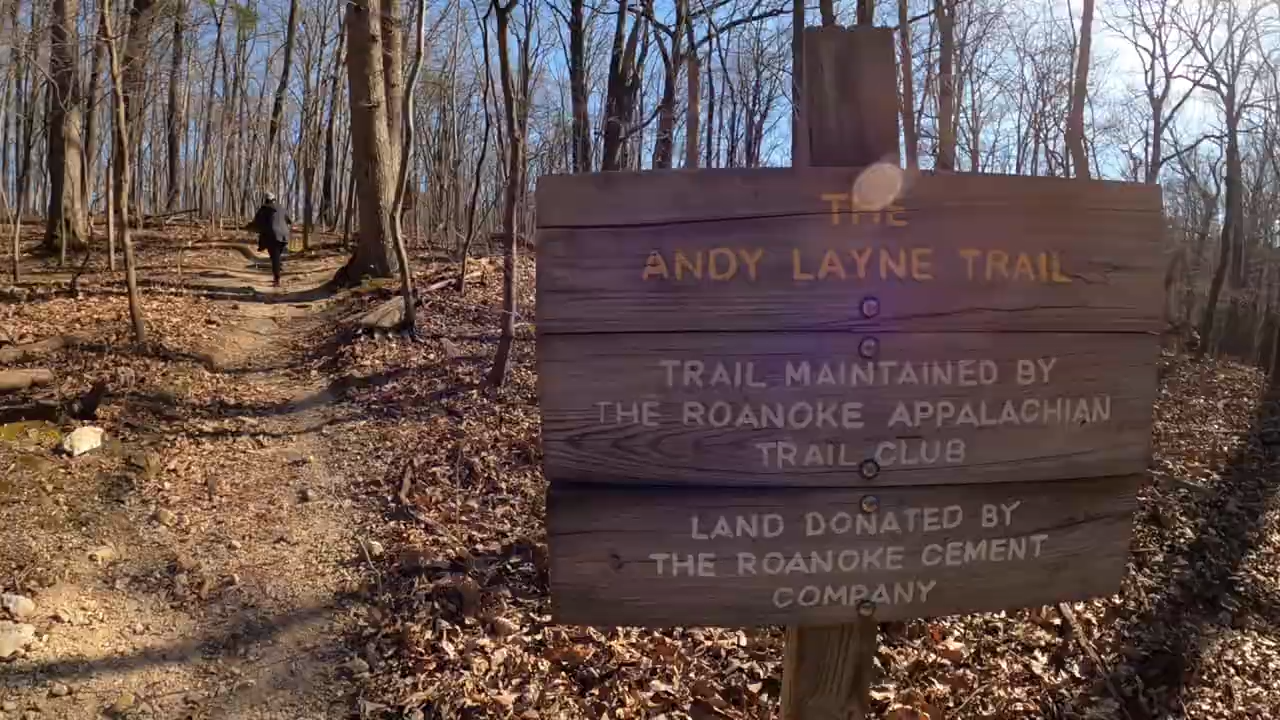 THE
ANDY LAYNE TRAIL
TRAIL MAINTAINED BY
THE ROANOKE APPALACHIAN
TRAIL CLUB
LAND DONATED BY
THE ROANOKE CEMENT
COMPANY